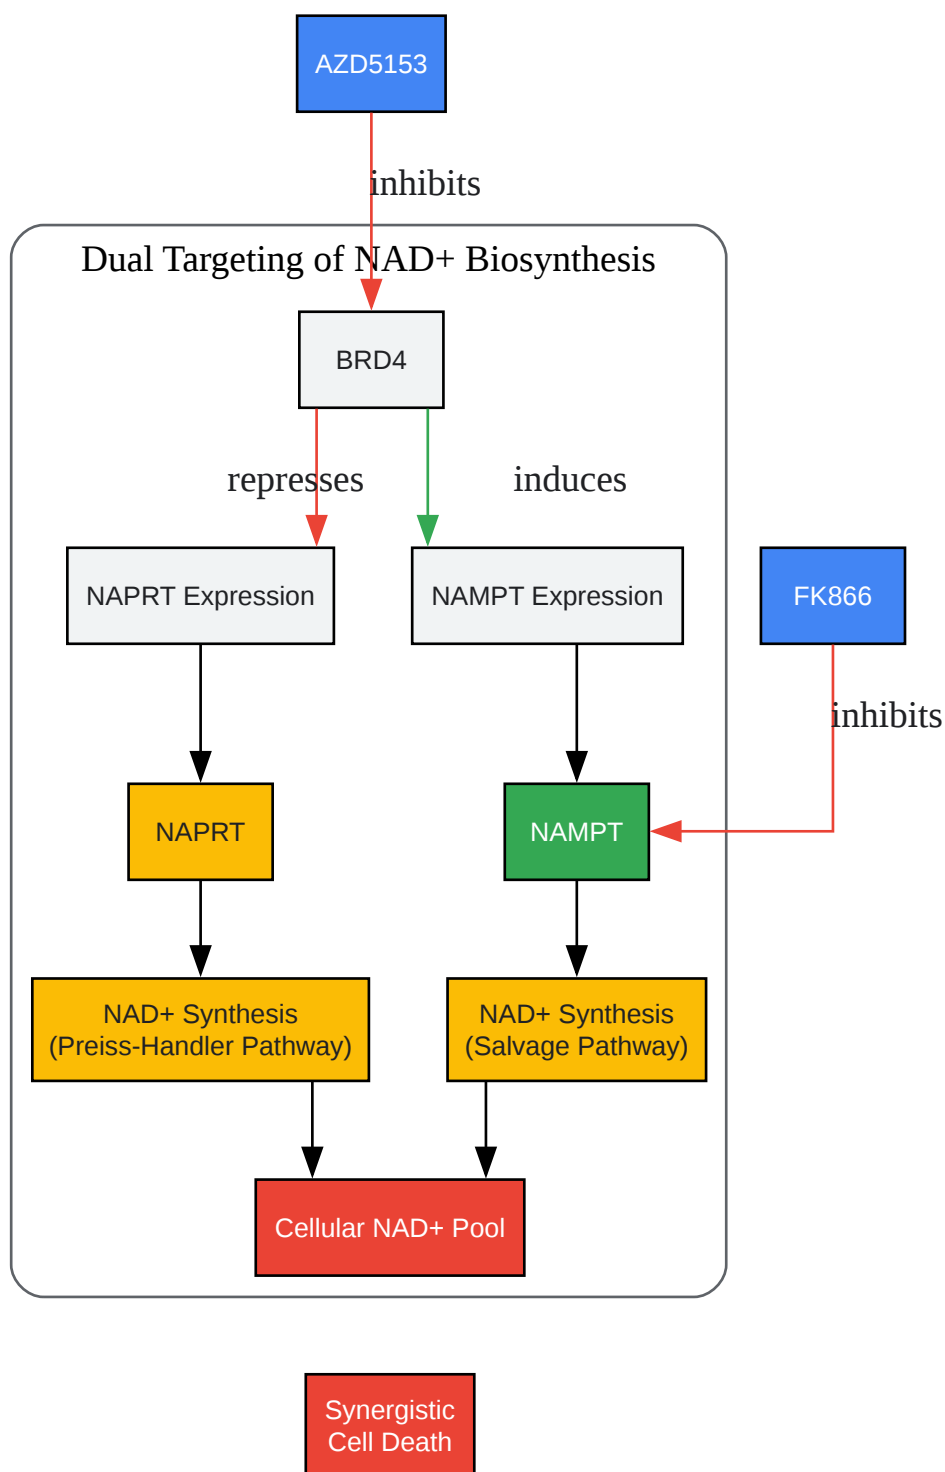 AZD5153
inhibits
Dual Targeting of NAD+ Biosynthesis
BRD4
represses
induces
NAPRT Expression
NAMPT Expression
FK866
inhibits
NAPRT
NAMPT
NAD+ Synthesis
(Preiss-Handler Pathway)
NAD+ Synthesis
(Salvage Pathway)
Cellular NAD+ Pool
Synergistic
Cell Death